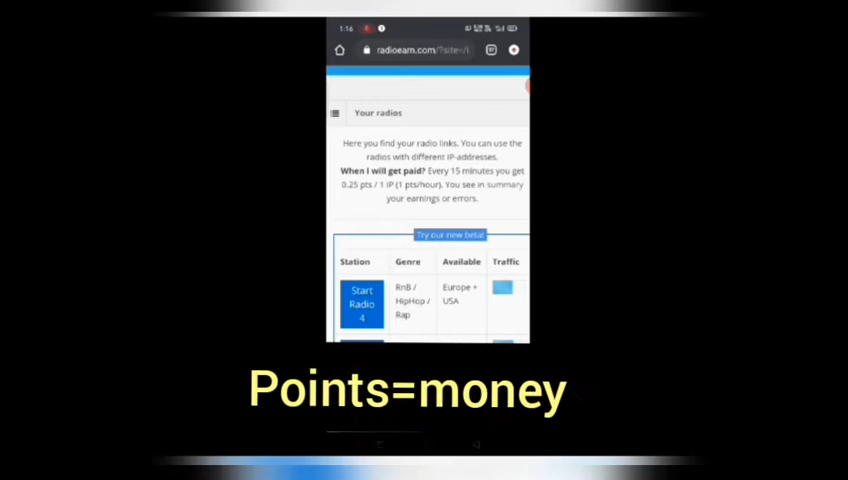 1:16
radioearn.com/?site=/i
37
Your radios
Here you find your radio links. You can use the
radios with different IP-addresses.
When I will get paid? Every 15 minutes you get
0.25 pts / 1 IP (1 pts/hour). You see in summary
your earnings or errors.
Try our new beta!
Station Genre Available Traffic
Start Radio 4
RnB / HipHop / Rap
Europe + USA
Points=money